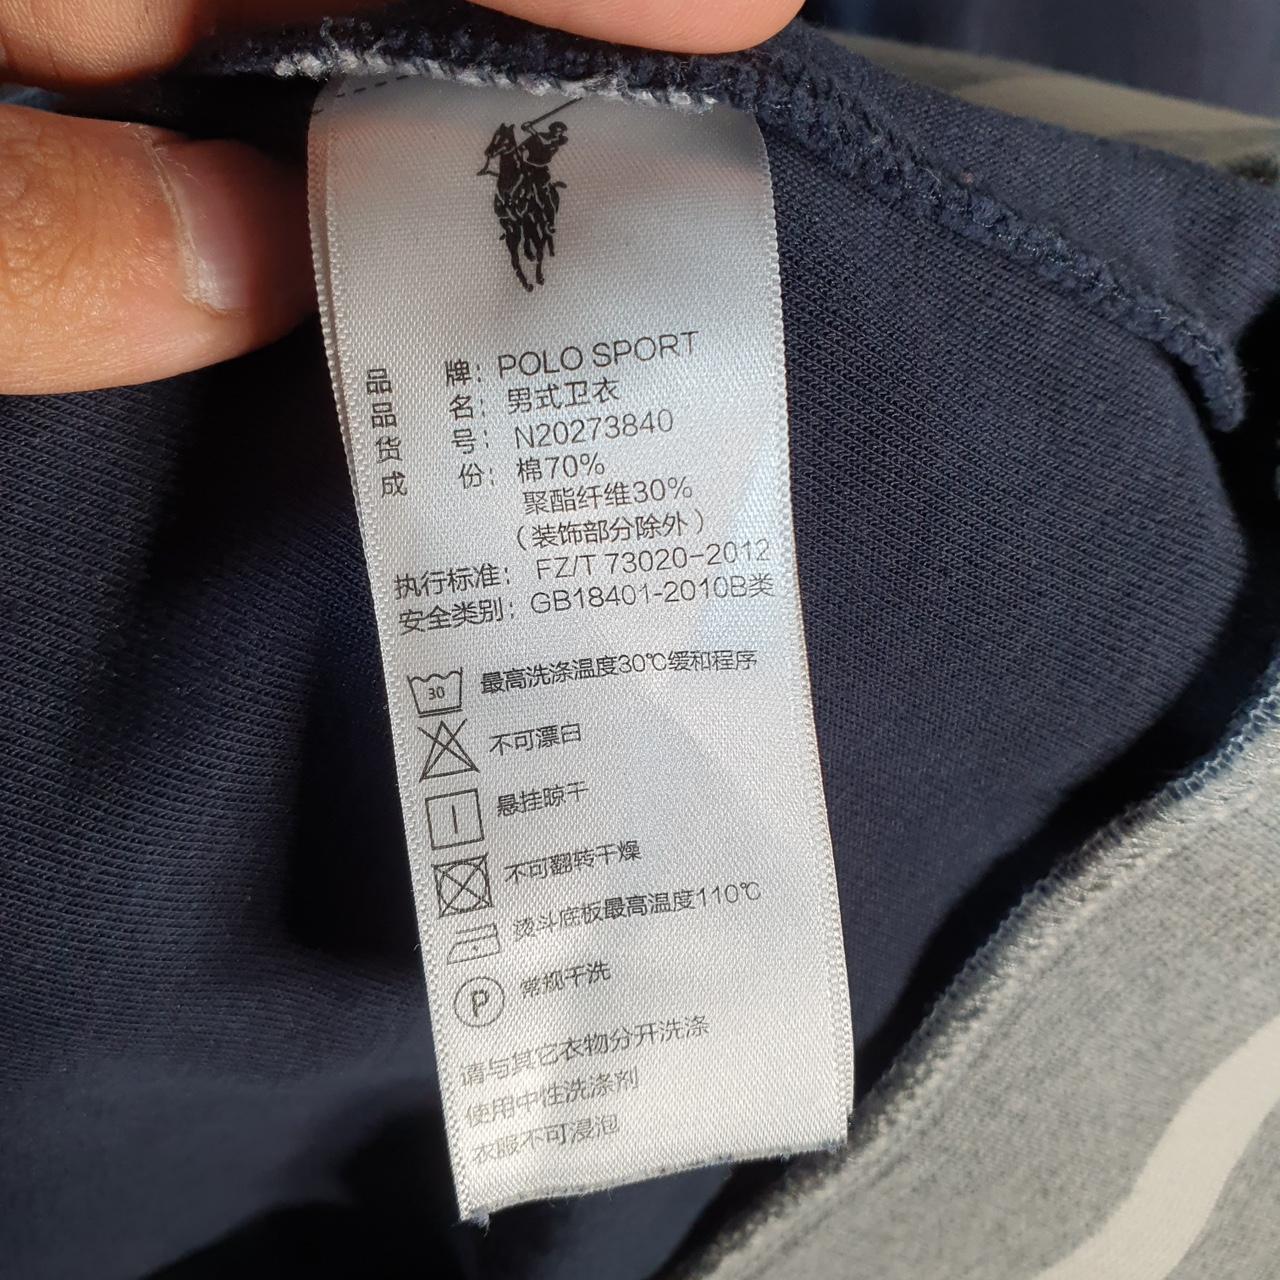 品 牌：POLO SPORT
品 名：男式卫衣
货 号：N20273840
成 份：棉70%
聚酯纤维30%
（装饰部分除外）
执行标准：FZ/T 73020-2012
安全类别：GB18401-2010B类
30 最高洗涤温度30℃缓和程序
不可漂白
悬挂晾干
不可翻转干燥
烫斗底板最高温度110℃
P 常规干洗
请与其它衣物分开洗涤
使用中性洗涤剂
衣服不可浸泡